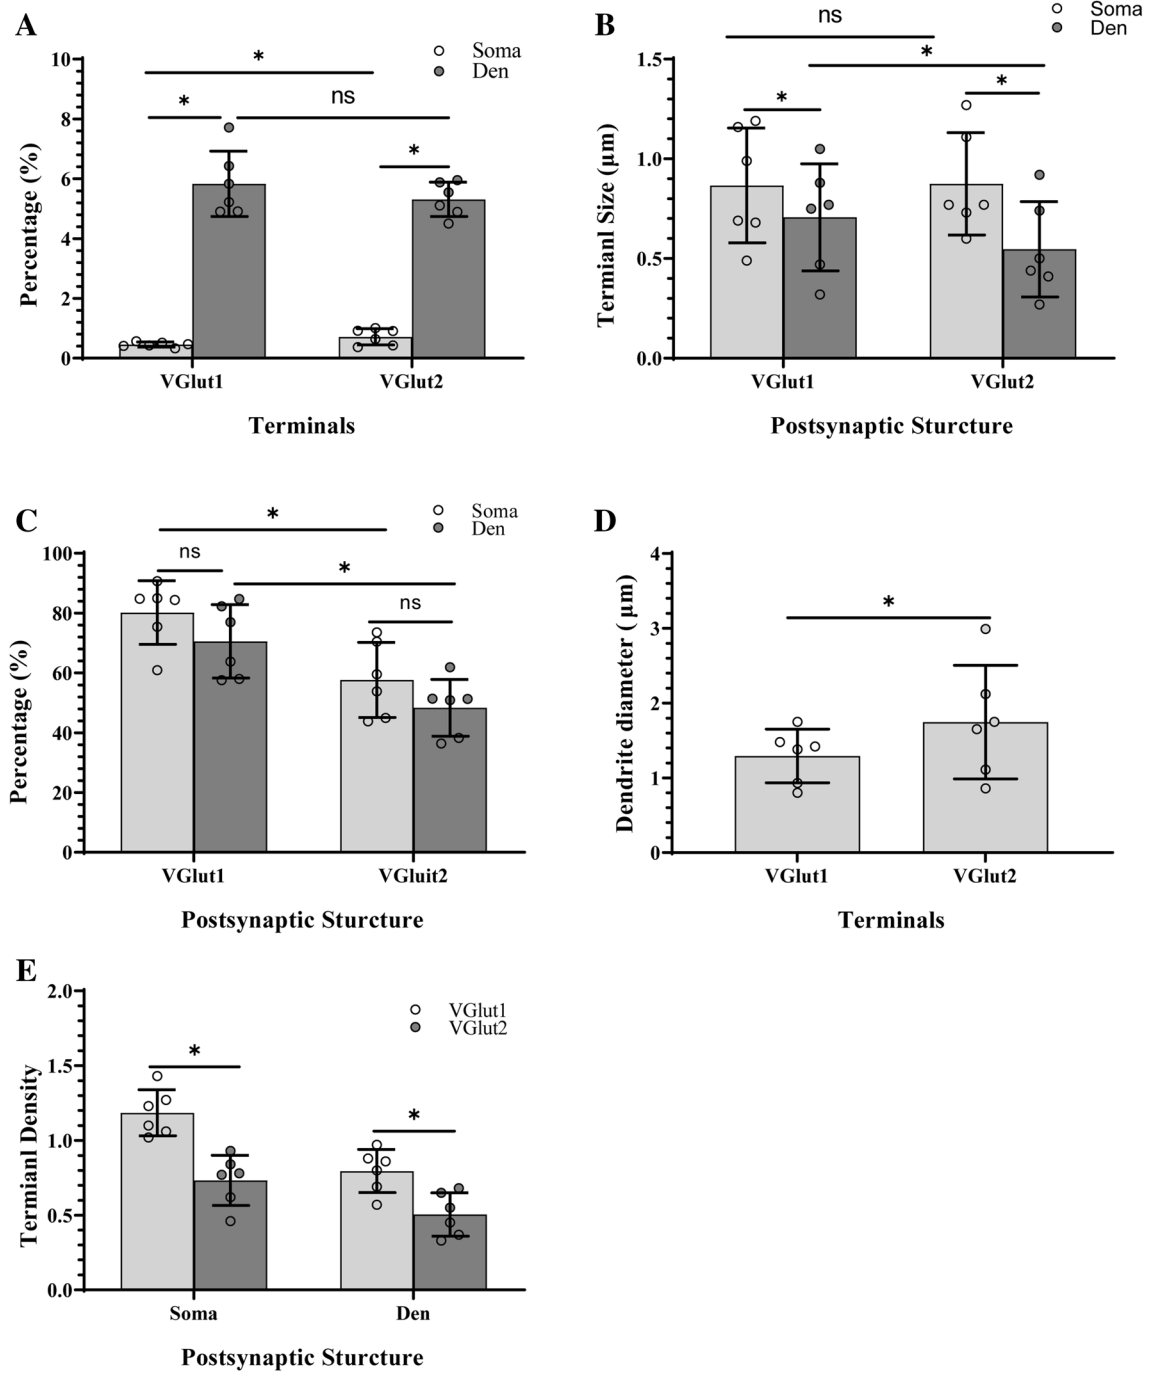 A
B
Soma
Den
Soma
Den
*
*
ns
*
ns
*
*
*
Percentage (%)
10
8
6
4
2
0
VGlut1
VGlut2
Terminals
Termianl Size (μm)
1.5
1.0
0.5
0.0
VGlut1
VGlut2
Postsynaptic Sturcture
C
D
Soma
Den
*
ns
*
ns
Percentage (%)
100
80
60
40
20
0
VGlut1
VGluit2
Postsynaptic Sturcture
*
Dendrite diameter ( μm)
4
3
2
1
0
VGlut1
VGlut2
Terminals
E
VGlut1
VGlut2
*
*
Termianl Density
2.0
1.5
1.0
0.5
0.0
Soma
Den
Postsynaptic Sturcture